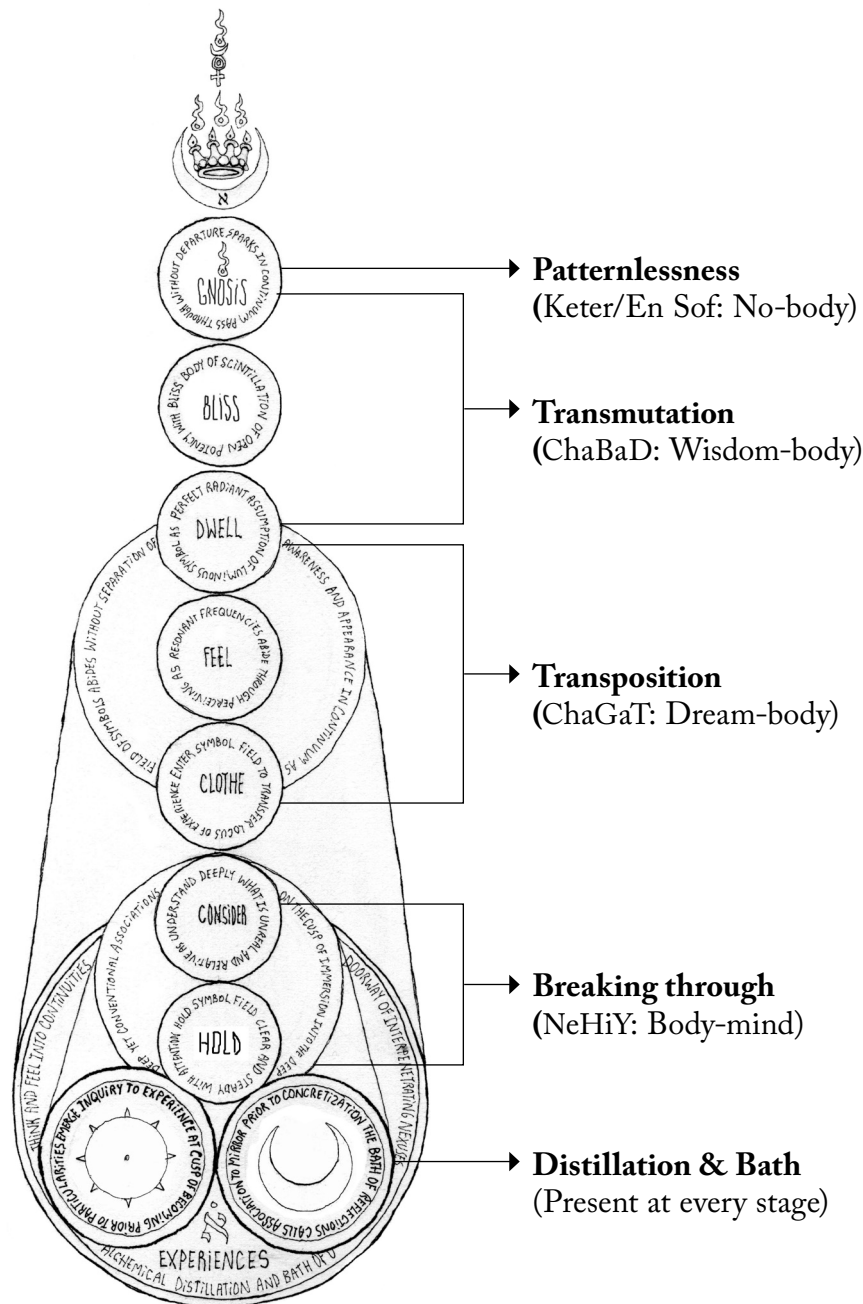 א
PASS THROUGH WITHOUT DEPARTURE SPARKS IN CONTINUUM
GNOSIS
Patternlessness
(Keter/En Sof: No-body)
POTENCY WITH BLISS BODY OF SCINTILLATION OF OPEN
BLISS
Transmutation
(ChaBaD: Wisdom-body)
AS PERFECT RADIANT ASSUMPTION OF LUMINOUS SYMBOL
DWELL
FIELD OF SYMBOLS ABIDES WITHOUT SEPARATION OF
AWARENESS AND APPEARANCE IN CONTINUUM AS
AS RESONANT FREQUENCIES ABIDE THROUGH PERCEIVING
FEEL
Transposition
(ChaGaT: Dream-body)
ENTER SYMBOL FIELD TO TRANSFER LOCUS OF EXPERIENCE
CLOTHE
AS UNDERSTAND DEEPLY WHAT IS UNREAL AND RELATIVE
CONSIDER
DEEP YET CONVENTIONAL ASSOCIATIONS
ON THE CUSP OF IMMERSION INTO THE DEEP
THINK AND FEEL INTO CONTINUITIES
DOORWAY OF INTERPENETRATING NEXUSES
Breaking through
(NeHiY: Body-mind)
WITH ATTENTION HOLD SYMBOL FIELD CLEAR AND STEADY
HOLD
PRIOR TO PARTICULARITIES EMERGE INQUIRY TO EXPERIENCE AT CUSP OF BECOMING
THE BATH OF REFLECTIONS CALLS ASSOCIATION TO MIRROR PRIOR TO CONCRETIZATION
Distillation & Bath
(Present at every stage)
EXPERIENCES
ALCHEMICAL DISTILLATION AND BATH OF